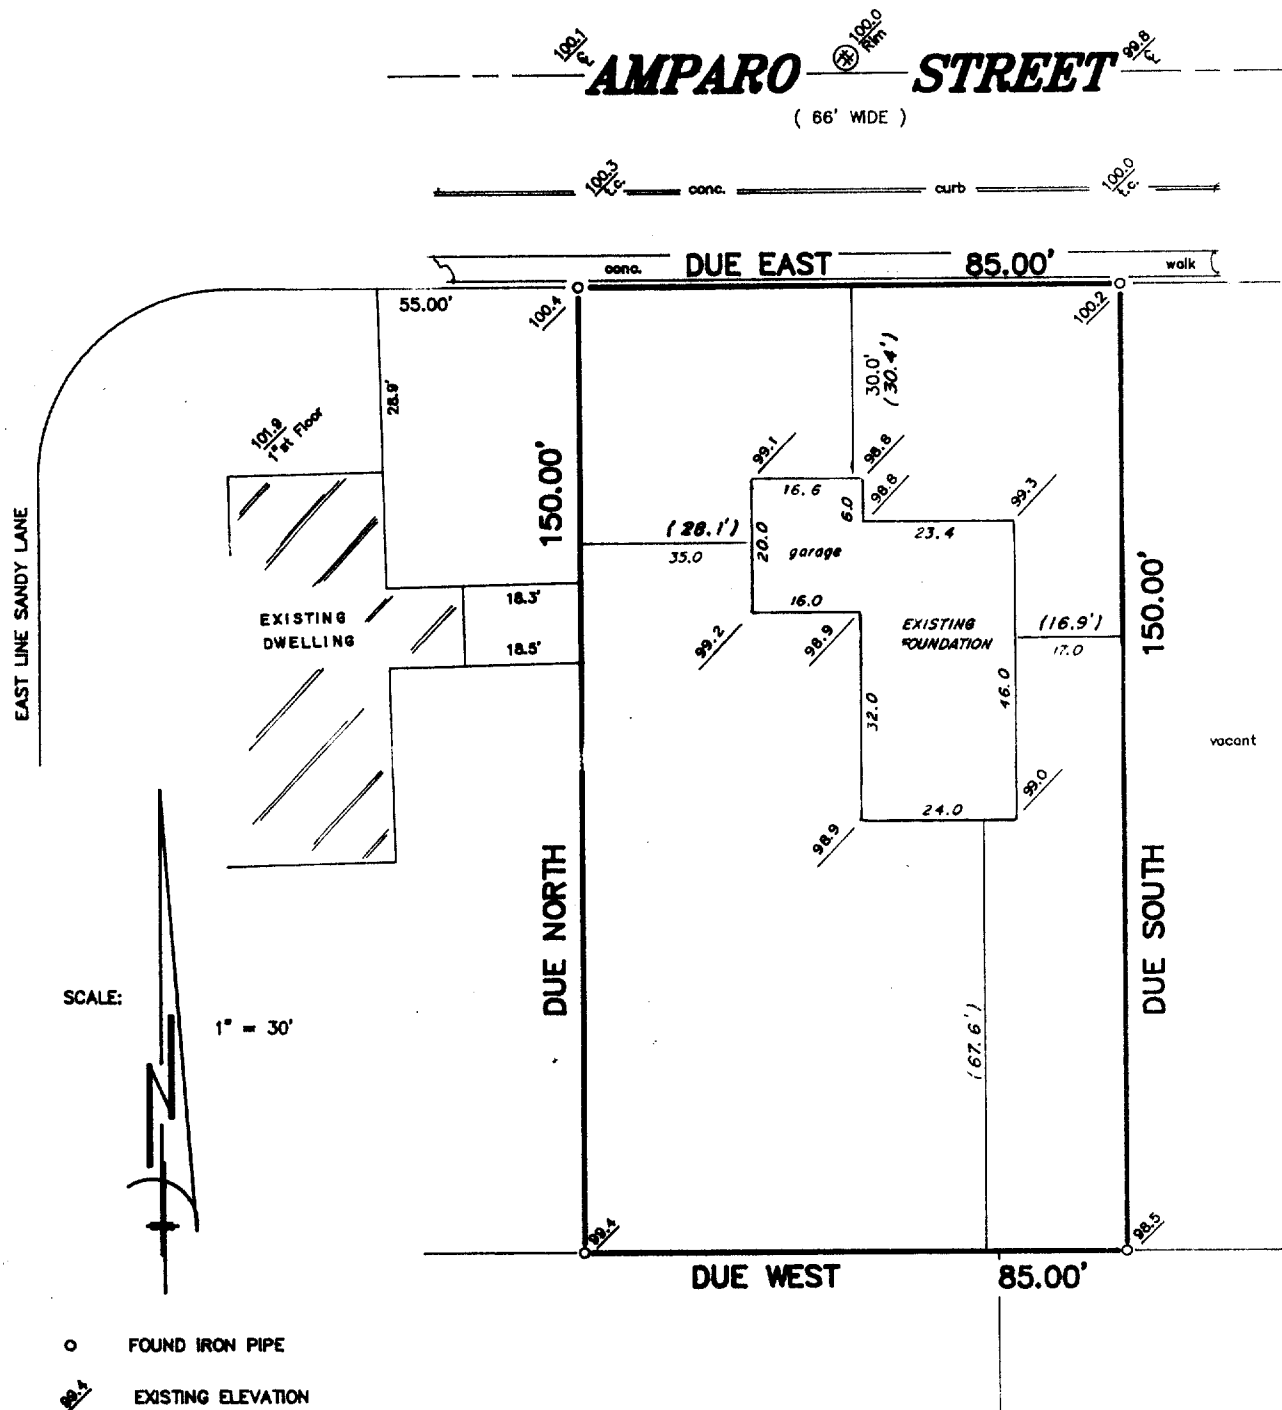 100.1
℄
100.0
Rim
99.8
℄
AMPARO STREET
( 66' WIDE )
100.3
t.c.
conc.
curb
100.0
t.c.
conc.
DUE EAST 85.00'
walk
55.00'
100.4
100.2
28.9'
30.0'
(30.4')
101.9
1"st Floor
99.1
98.8
98.8
99.3
150.00'
16.6
6.0
23.4
(26.1')
35.0
20.0
garage
EAST LINE SANDY LANE
18.3'
16.0
150.00'
EXISTING
DWELLING
18.5'
99.2
98.9
EXISTING
FOUNDATION
(16.9')
17.0
32.0
46.0
vacant
99.0
24.0
98.9
DUE NORTH
DUE SOUTH
SCALE:
1" = 30'
(67.6')
N
99.4
98.5
DUE WEST 85.00'
FOUND IRON PIPE
99.4
EXISTING ELEVATION